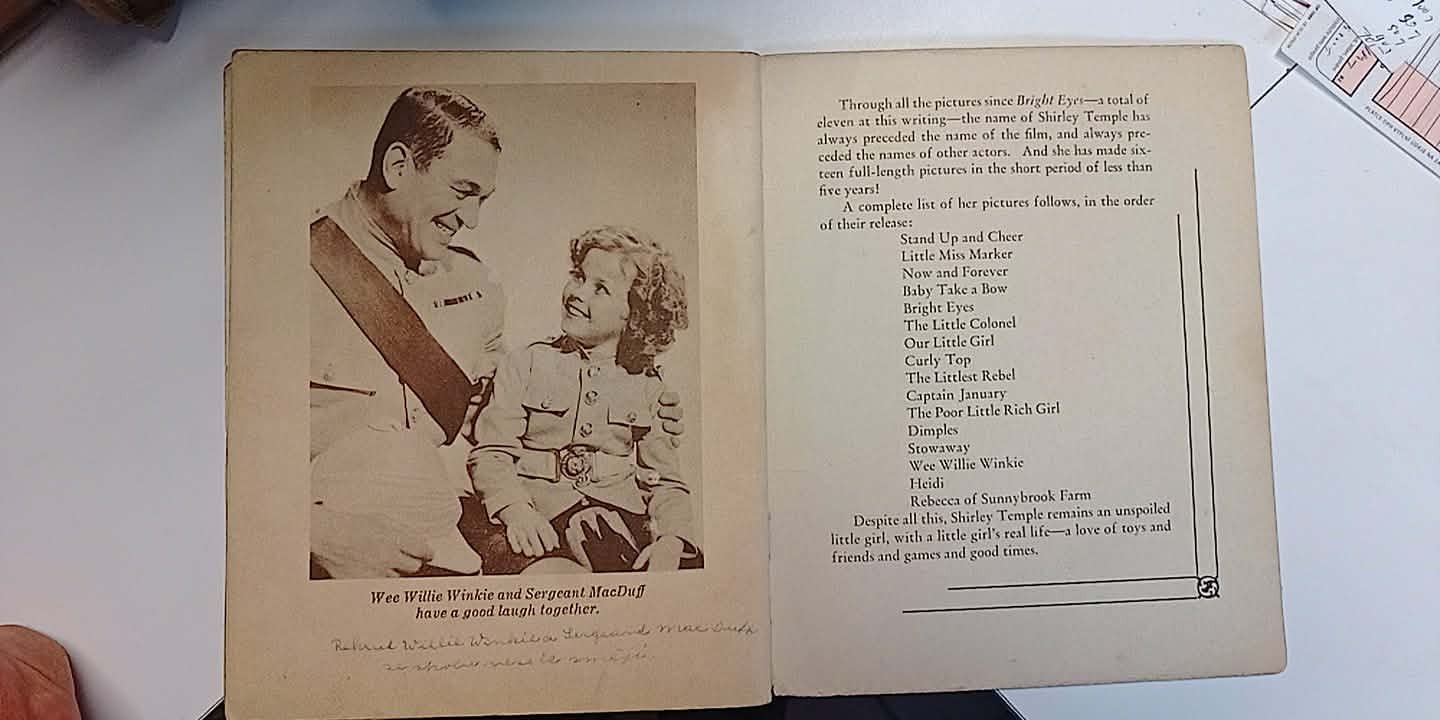 Wee Willie Winkie and Sergeant MacDuff
have a good laugh together.
Willie Winkie a Sergeand Mac Duff
se spolu
Through all the pictures since Bright Eyes—a total of
eleven at this writing—the name of Shirley Temple has
always preceded the name of the film, and always pre-
ceded the names of other actors. And she has made six-
teen full-length pictures in the short period of less than
five years!
A complete list of her pictures follows, in the order
of their release:
Stand Up and Cheer
Little Miss Marker
Now and Forever
Baby Take a Bow
Bright Eyes
The Little Colonel
Our Little Girl
Curly Top
The Littlest Rebel
Captain January
The Poor Little Rich Girl
Dimples
Stowaway
Wee Willie Winkie
Heidi
Rebecca of Sunnybrook Farm
Despite all this, Shirley Temple remains an unspoiled
little girl, with a little girl's real life—a love of toys and
friends and games and good times.